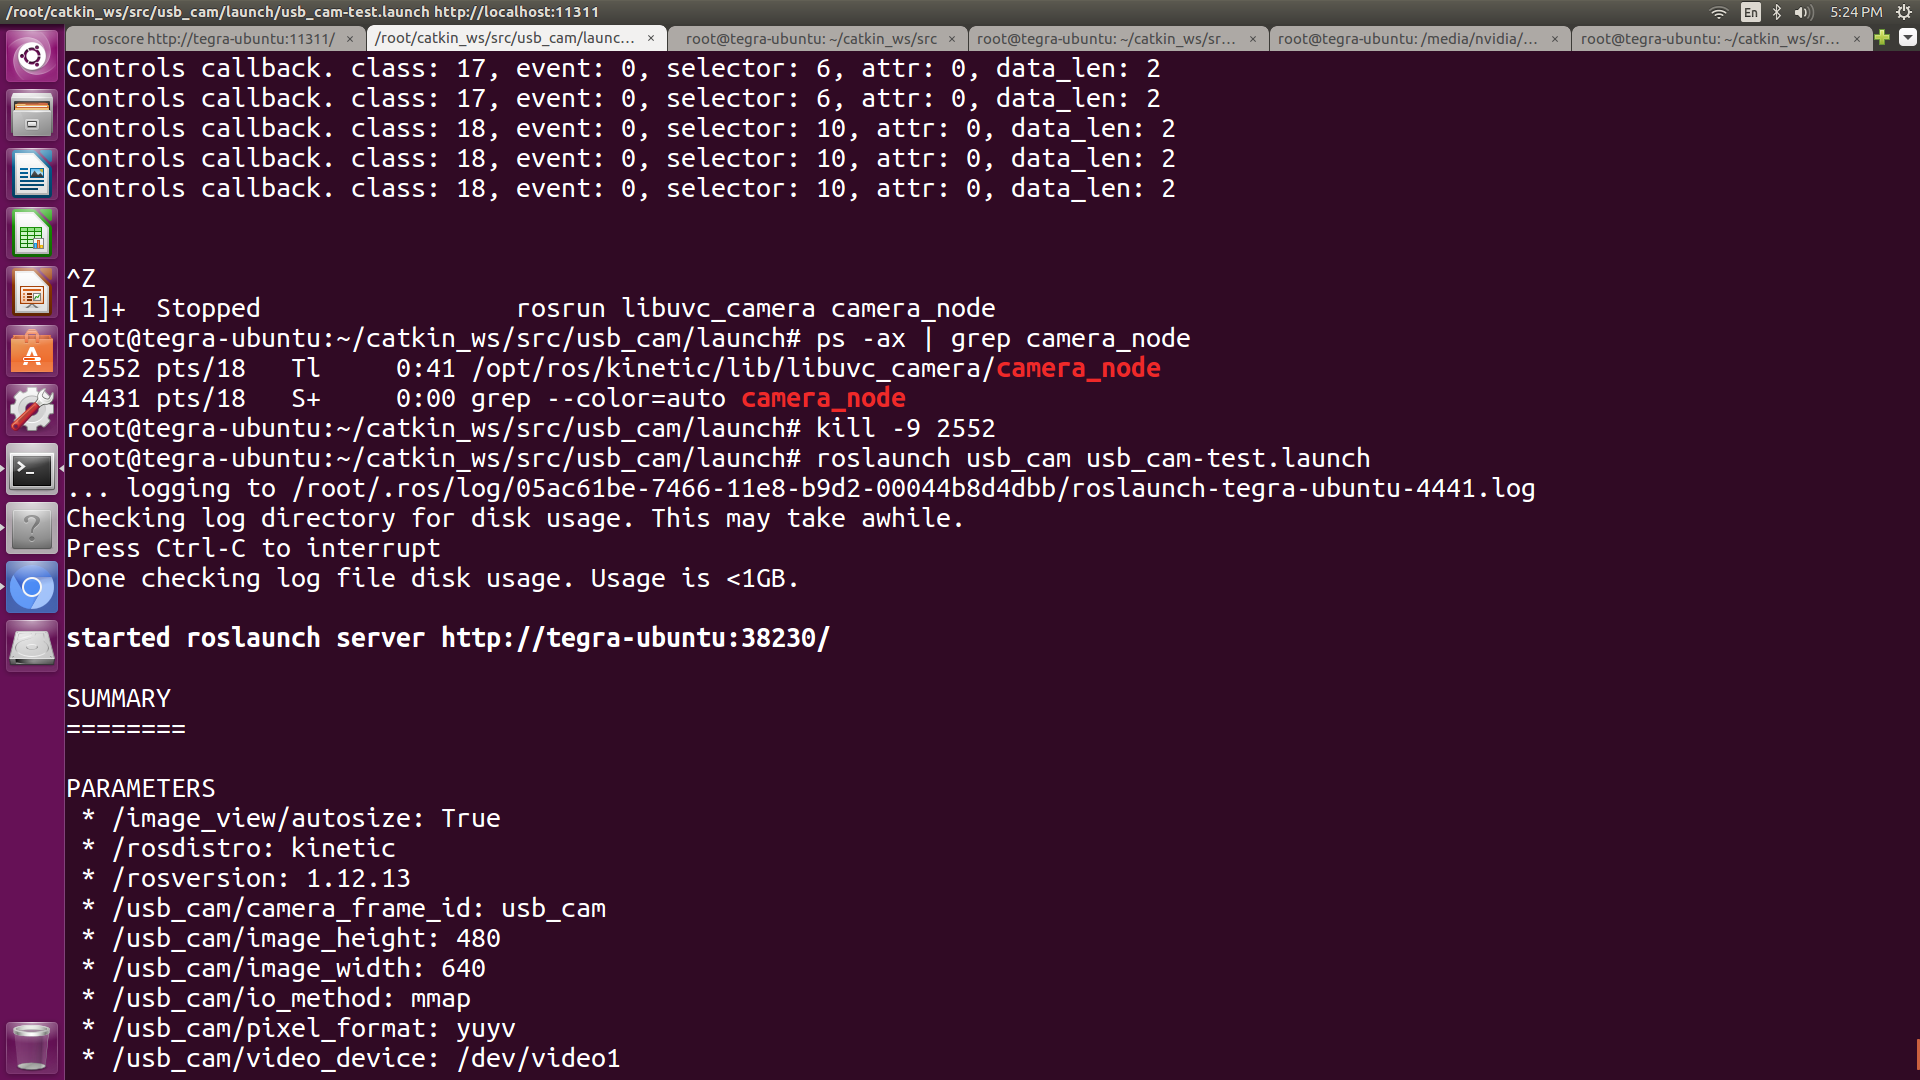 /root/catkin_ws/src/usb_cam/launch/usb_cam-test.launch http://localhost:11311
En
5:24 PM
roscore http://tegra-ubuntu:11311/ ×
/root/catkin_ws/src/usb_cam/launc... ×
root@tegra-ubuntu: ~/catkin_ws/src ×
root@tegra-ubuntu: ~/catkin_ws/sr... ×
root@tegra-ubuntu: /media/nvidia/... ×
root@tegra-ubuntu: ~/catkin_ws/sr... ×
Controls callback. class: 17, event: 0, selector: 6, attr: 0, data_len: 2
Controls callback. class: 17, event: 0, selector: 6, attr: 0, data_len: 2
Controls callback. class: 18, event: 0, selector: 10, attr: 0, data_len: 2
Controls callback. class: 18, event: 0, selector: 10, attr: 0, data_len: 2
Controls callback. class: 18, event: 0, selector: 10, attr: 0, data_len: 2
^Z
[1]+  Stopped                 rosrun libuvc_camera camera_node
root@tegra-ubuntu:~/catkin_ws/src/usb_cam/launch# ps -ax | grep camera_node
 2552 pts/18   Tl     0:41 /opt/ros/kinetic/lib/libuvc_camera/camera_node
 4431 pts/18   S+     0:00 grep --color=auto camera_node
root@tegra-ubuntu:~/catkin_ws/src/usb_cam/launch# kill -9 2552
root@tegra-ubuntu:~/catkin_ws/src/usb_cam/launch# roslaunch usb_cam usb_cam-test.launch
... logging to /root/.ros/log/05ac61be-7466-11e8-b9d2-00044b8d4dbb/roslaunch-tegra-ubuntu-4441.log
Checking log directory for disk usage. This may take awhile.
Press Ctrl-C to interrupt
Done checking log file disk usage. Usage is <1GB.
started roslaunch server http://tegra-ubuntu:38230/
SUMMARY
========
PARAMETERS
 * /image_view/autosize: True
 * /rosdistro: kinetic
 * /rosversion: 1.12.13
 * /usb_cam/camera_frame_id: usb_cam
 * /usb_cam/image_height: 480
 * /usb_cam/image_width: 640
 * /usb_cam/io_method: mmap
 * /usb_cam/pixel_format: yuyv
 * /usb_cam/video_device: /dev/video1